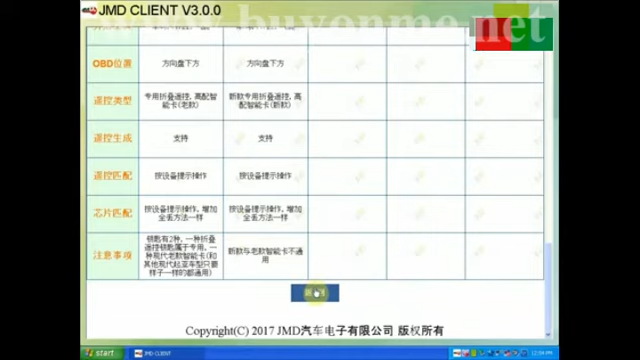 www.buyonme.net
JMD CLIENT V3.0.0
OBD位置 方向盘下方 方向盘下方
遥控类型 专用折叠遥控, 高配智能卡(老款) 新款专用折叠遥控, 高配智能卡(新款)
遥控生成 支持 支持
遥控匹配 按设备提示操作 按设备提示操作
芯片匹配 按设备提示操作, 增加全丢方法一样 按设备提示操作, 增加全丢方法一样
注意事项 钥匙有2种, 一种折叠遥控钥匙属于专用, 一种现代老款智能卡(和其他现代起亚车型只要样子一样的都通用) 新款与老款智能卡不通用
Copyright(C) 2017 JMD汽车电子有限公司 版权所有
start
JMD CLIENT
12:04 PM